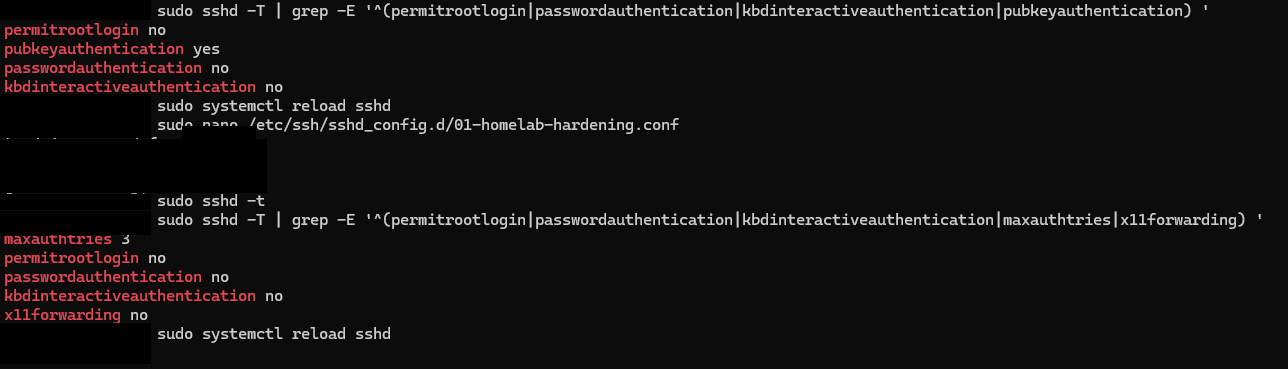 sudo sshd -T | grep -E '^(permitrootlogin|passwordauthentication|kbdinteractiveauthentication|pubkeyauthentication) '
permitrootlogin no
pubkeyauthentication yes
passwordauthentication no
kbdinteractiveauthentication no
sudo systemctl reload sshd
sudo nano /etc/ssh/sshd_config.d/01-homelab-hardening.conf
sudo sshd -t
sudo sshd -T | grep -E '^(permitrootlogin|passwordauthentication|kbdinteractiveauthentication|maxauthtries|x11forwarding) '
maxauthtries 3
permitrootlogin no
passwordauthentication no
kbdinteractiveauthentication no
x11forwarding no
sudo systemctl reload sshd